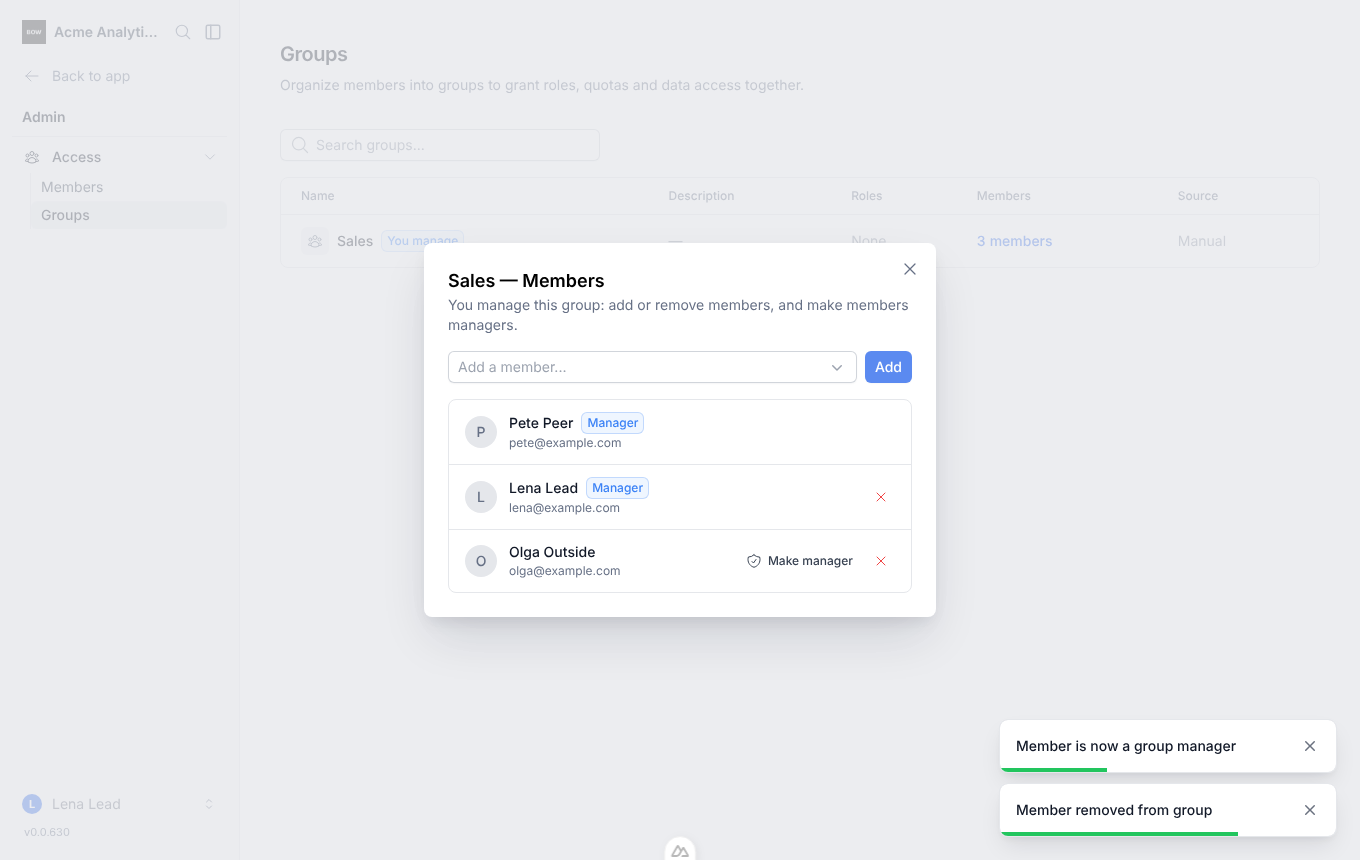 BOW
Acme Analyti...
Back to app
Admin
Access
Members
Groups
Groups
Organize members into groups to grant roles, quotas and data access together.
Search groups...
Name Description Roles Members Source
Sales You manage — None 3 members Manual
Sales — Members
You manage this group: add or remove members, and make members
managers.
Add a member... Add
P Pete Peer Manager
pete@example.com
L Lena Lead Manager
lena@example.com
O Olga Outside Make manager
olga@example.com
Member is now a group manager
Member removed from group
L Lena Lead
v0.0.630